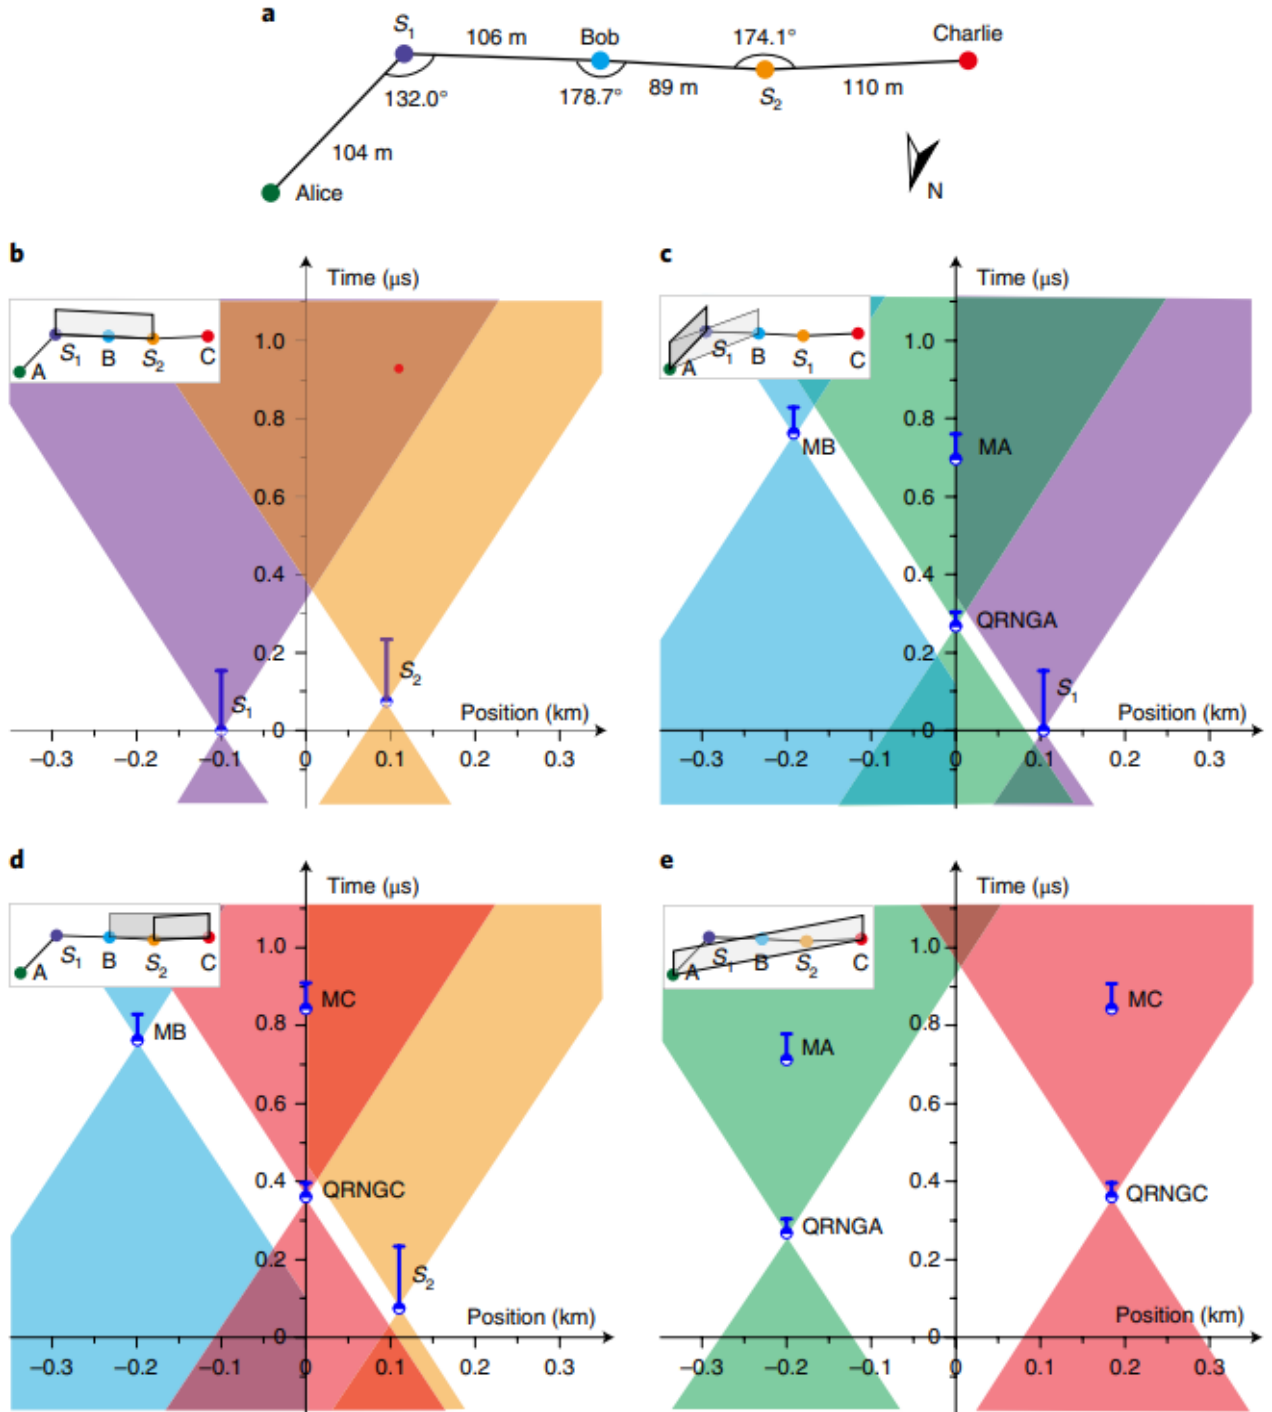 a
S1
106 m
Bob
174.1°
Charlie
132.0°
178.7°
89 m
S2
110 m
104 m
Alice
N
b
Time (μs)
A
S1
B
S2
C
1.0
0.8
0.6
0.4
0.2
0
S1
S2
Position (km)
−0.3
−0.2
−0.1
0
0.1
0.2
0.3
c
Time (μs)
A
S1
B
S1
C
1.0
0.8
0.6
0.4
0.2
0
MB
MA
QRNGA
S1
Position (km)
−0.3
−0.2
−0.1
0
0.1
0.2
0.3
d
Time (μs)
A
S1
B
S2
C
1.0
0.8
0.6
0.4
0.2
0
MC
MB
QRNGC
S2
Position (km)
−0.3
−0.2
−0.1
0
0.1
0.2
0.3
e
Time (μs)
A
S1
B
S2
C
1.0
0.8
0.6
0.4
0.2
0
MC
MA
QRNGC
QRNGA
Position (km)
−0.3
−0.2
−0.1
0
0.1
0.2
0.3